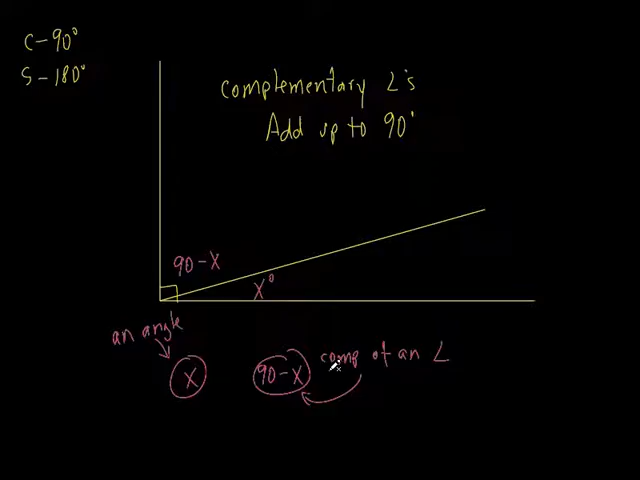 C - 90°
S - 180°
Complementary ∠'s
Add up to 90°
90 - X
X°
an angle
X
90 - X
comp of an ∠